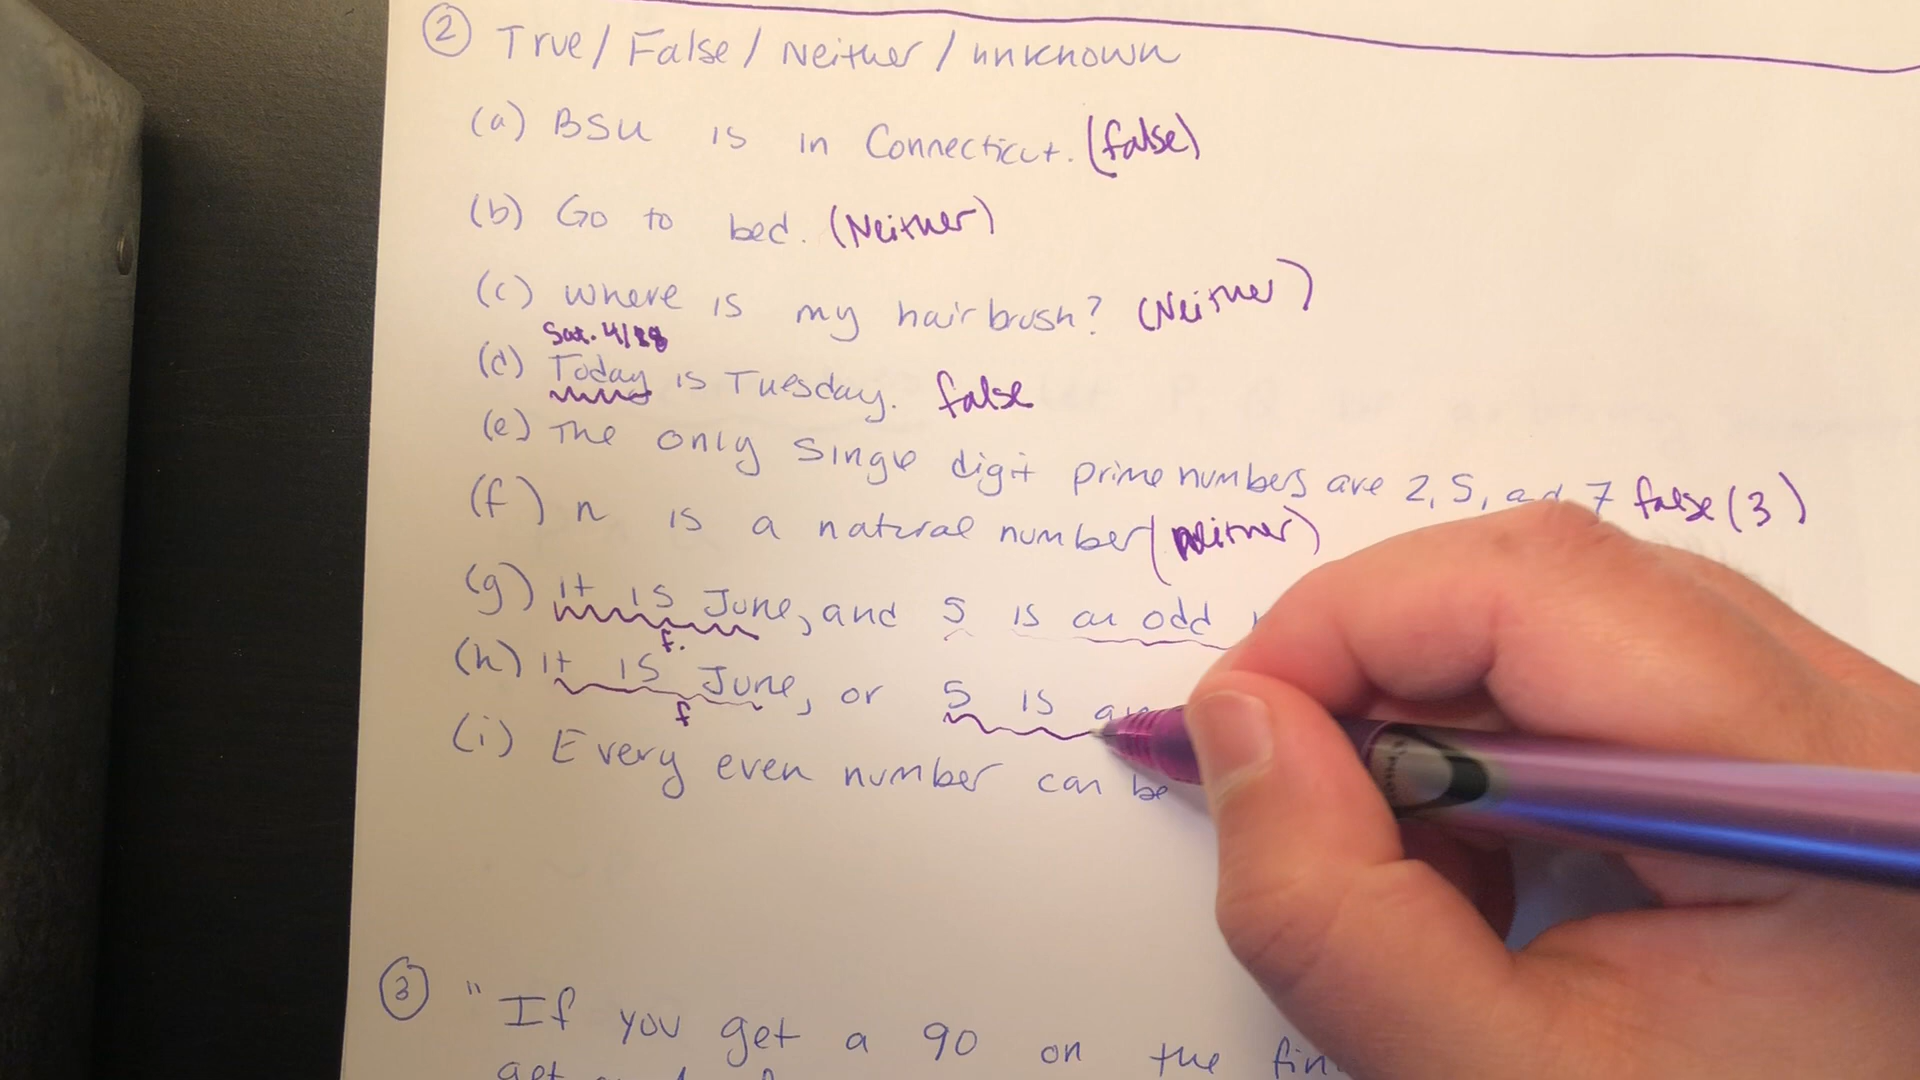 ② True / False / Neither / unknown
(a) BSU is in Connecticut. (false)
(b) Go to bed. (Neither)
(c) where is my hairbrush? (Neither)
Sat. 4/18
(d) Today is Tuesday. false
(e) The only single digit prime numbers are 2, 5, and 7 false (3)
(f) n is a natural number (neither)
(g) it is June, and 5 is an odd
f.
(h) it is June, or 5 is an
f
(i) Every even number can be
③ "If you get a 90 on the
get